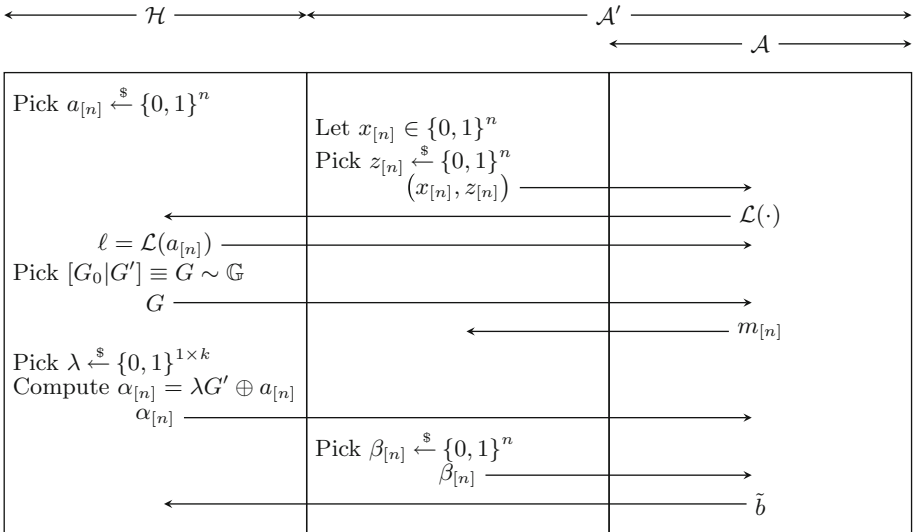 ℋ 𝒜′
𝒜
Pick a_{[n]} ←$ {0, 1}^n
Let x_{[n]} ∈ {0, 1}^n
Pick z_{[n]} ←$ {0, 1}^n
(x_{[n]}, z_{[n]})
ℒ(·)
ℓ = ℒ(a_{[n]})
Pick [G_0|G′] ≡ G ∼ 𝔾
G
m_{[n]}
Pick λ ←$ {0, 1}^{1×k}
Compute α_{[n]} = λG′ ⊕ a_{[n]}
α_{[n]}
Pick β_{[n]} ←$ {0, 1}^n
β_{[n]}
b̃